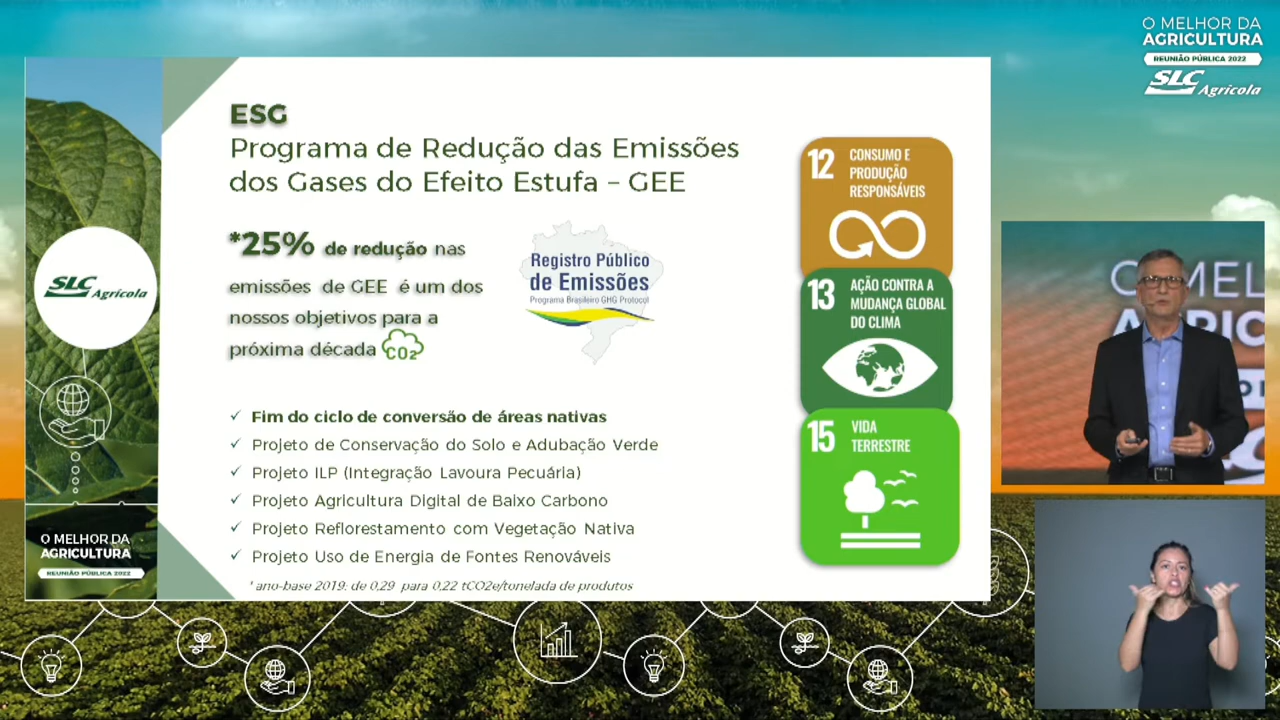 O MELHOR DA
AGRICULTURA
REUNIÃO PÚBLICA 2022
SLC Agrícola
ESG
Programa de Redução das Emissões
dos Gases do Efeito Estufa – GEE
*25% de redução nas
emissões de GEE é um dos
nossos objetivos para a
próxima década CO2
Registro Público
de Emissões
Programa Brasileiro GHG Protocol
✓ Fim do ciclo de conversão de áreas nativas
✓ Projeto de Conservação do Solo e Adubação Verde
✓ Projeto ILP (Integração Lavoura Pecuária)
✓ Projeto Agricultura Digital de Baixo Carbono
✓ Projeto Reflorestamento com Vegetação Nativa
✓ Projeto Uso de Energia de Fontes Renováveis
* ano-base 2019: de 0,29 para 0,22 tCO2e/tonelada de produtos
12 CONSUMO E
PRODUÇÃO
RESPONSÁVEIS
13 AÇÃO CONTRA A
MUDANÇA GLOBAL
DO CLIMA
15 VIDA
TERRESTRE
SLC Agrícola
O MELHOR DA
AGRICULTURA
REUNIÃO PÚBLICA 2022
O MEL